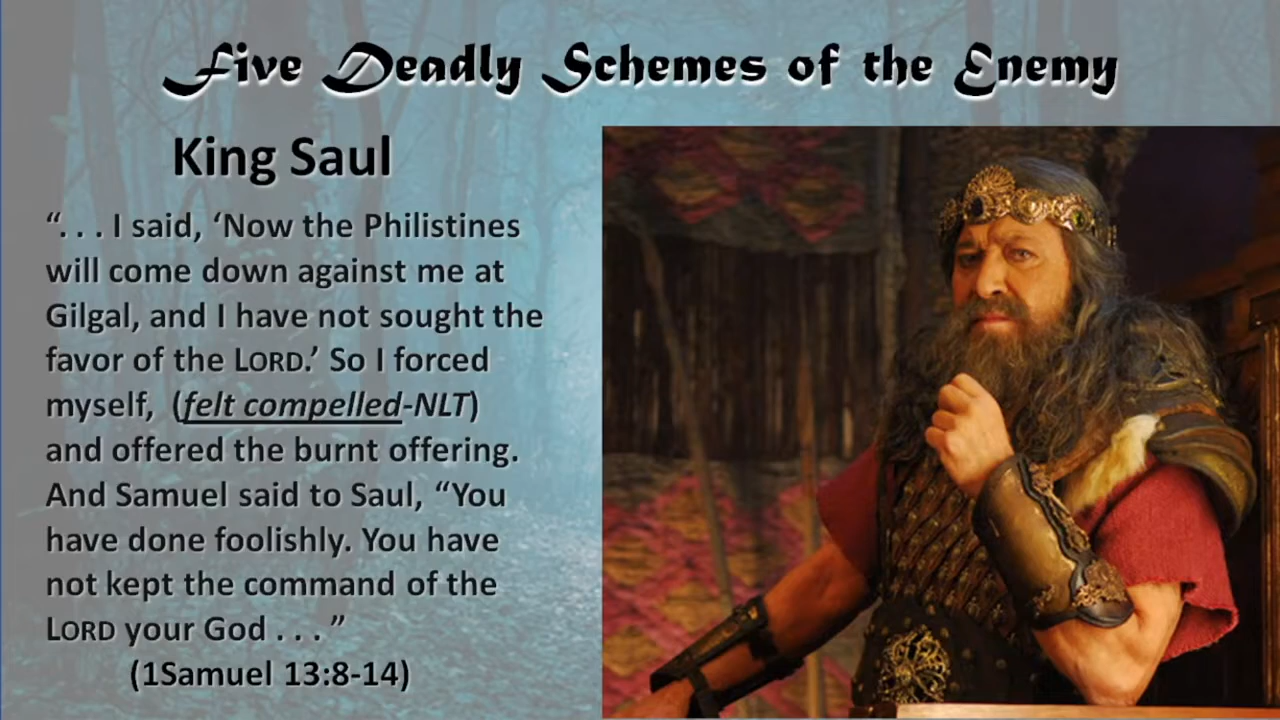 Five Deadly Schemes of the Enemy
King Saul
“. . . I said, ‘Now the Philistines
will come down against me at
Gilgal, and I have not sought the
favor of the LORD.’ So I forced
myself, (felt compelled-NLT)
and offered the burnt offering.
And Samuel said to Saul, “You
have done foolishly. You have
not kept the command of the
LORD your God . . . ”
(1Samuel 13:8-14)